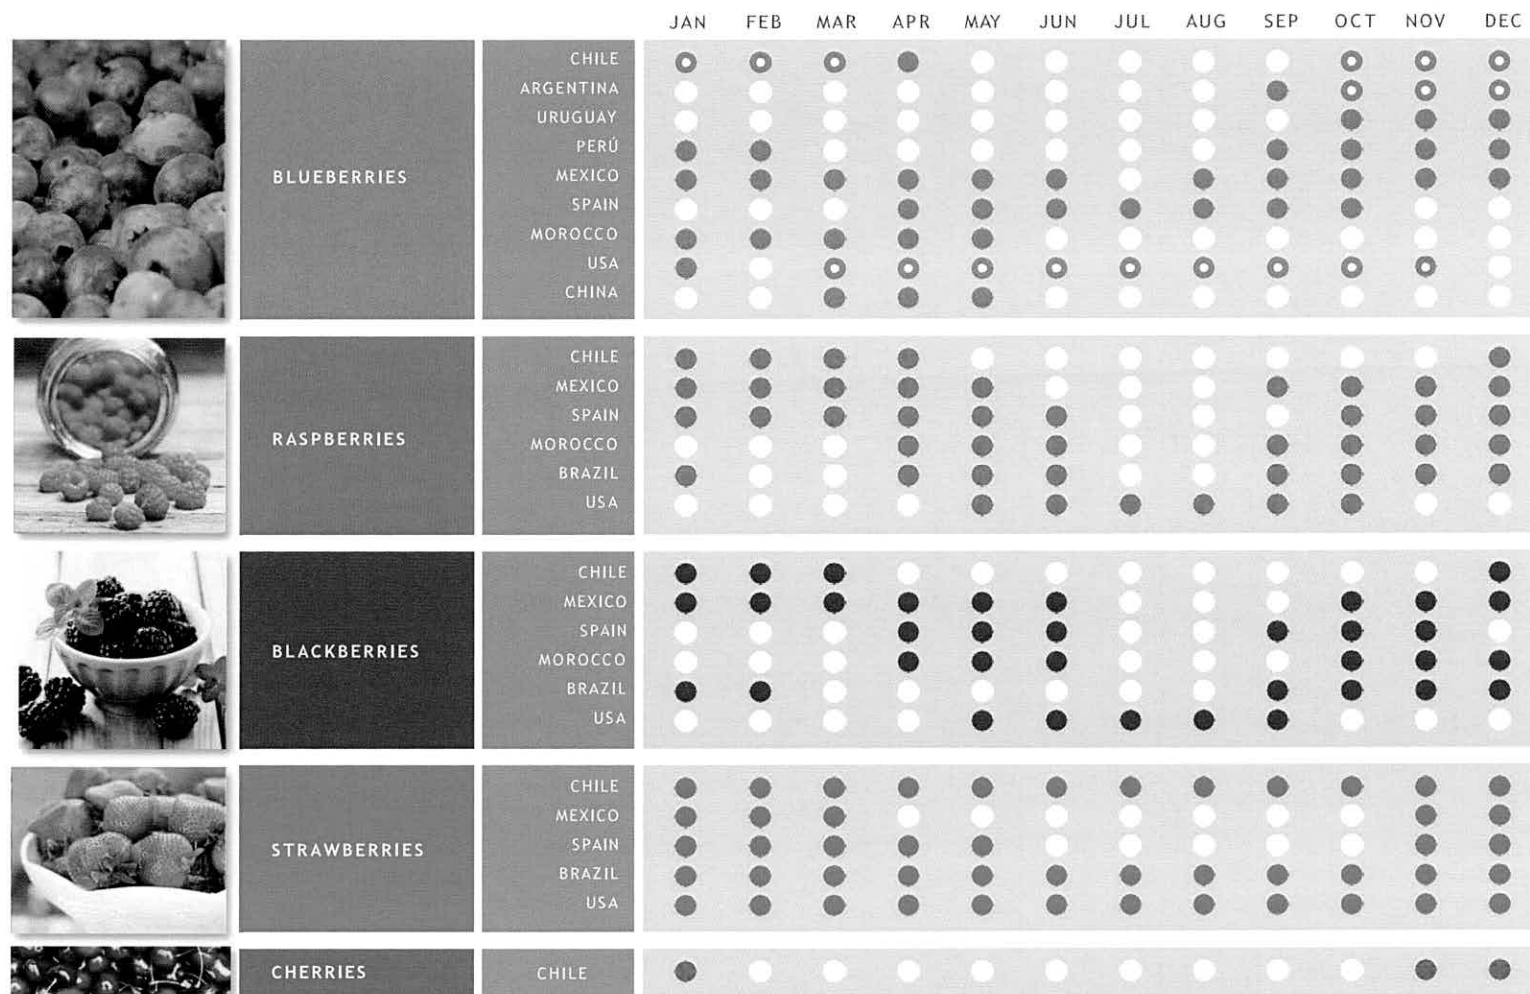 JAN FEB MAR APR MAY JUN JUL AUG SEP OCT NOV DEC
BLUEBERRIES
CHILE
ARGENTINA
URUGUAY
PERÚ
MEXICO
SPAIN
MOROCCO
USA
CHINA
RASPBERRIES
CHILE
MEXICO
SPAIN
MOROCCO
BRAZIL
USA
BLACKBERRIES
CHILE
MEXICO
SPAIN
MOROCCO
BRAZIL
USA
STRAWBERRIES
CHILE
MEXICO
SPAIN
BRAZIL
USA
CHERRIES
CHILE